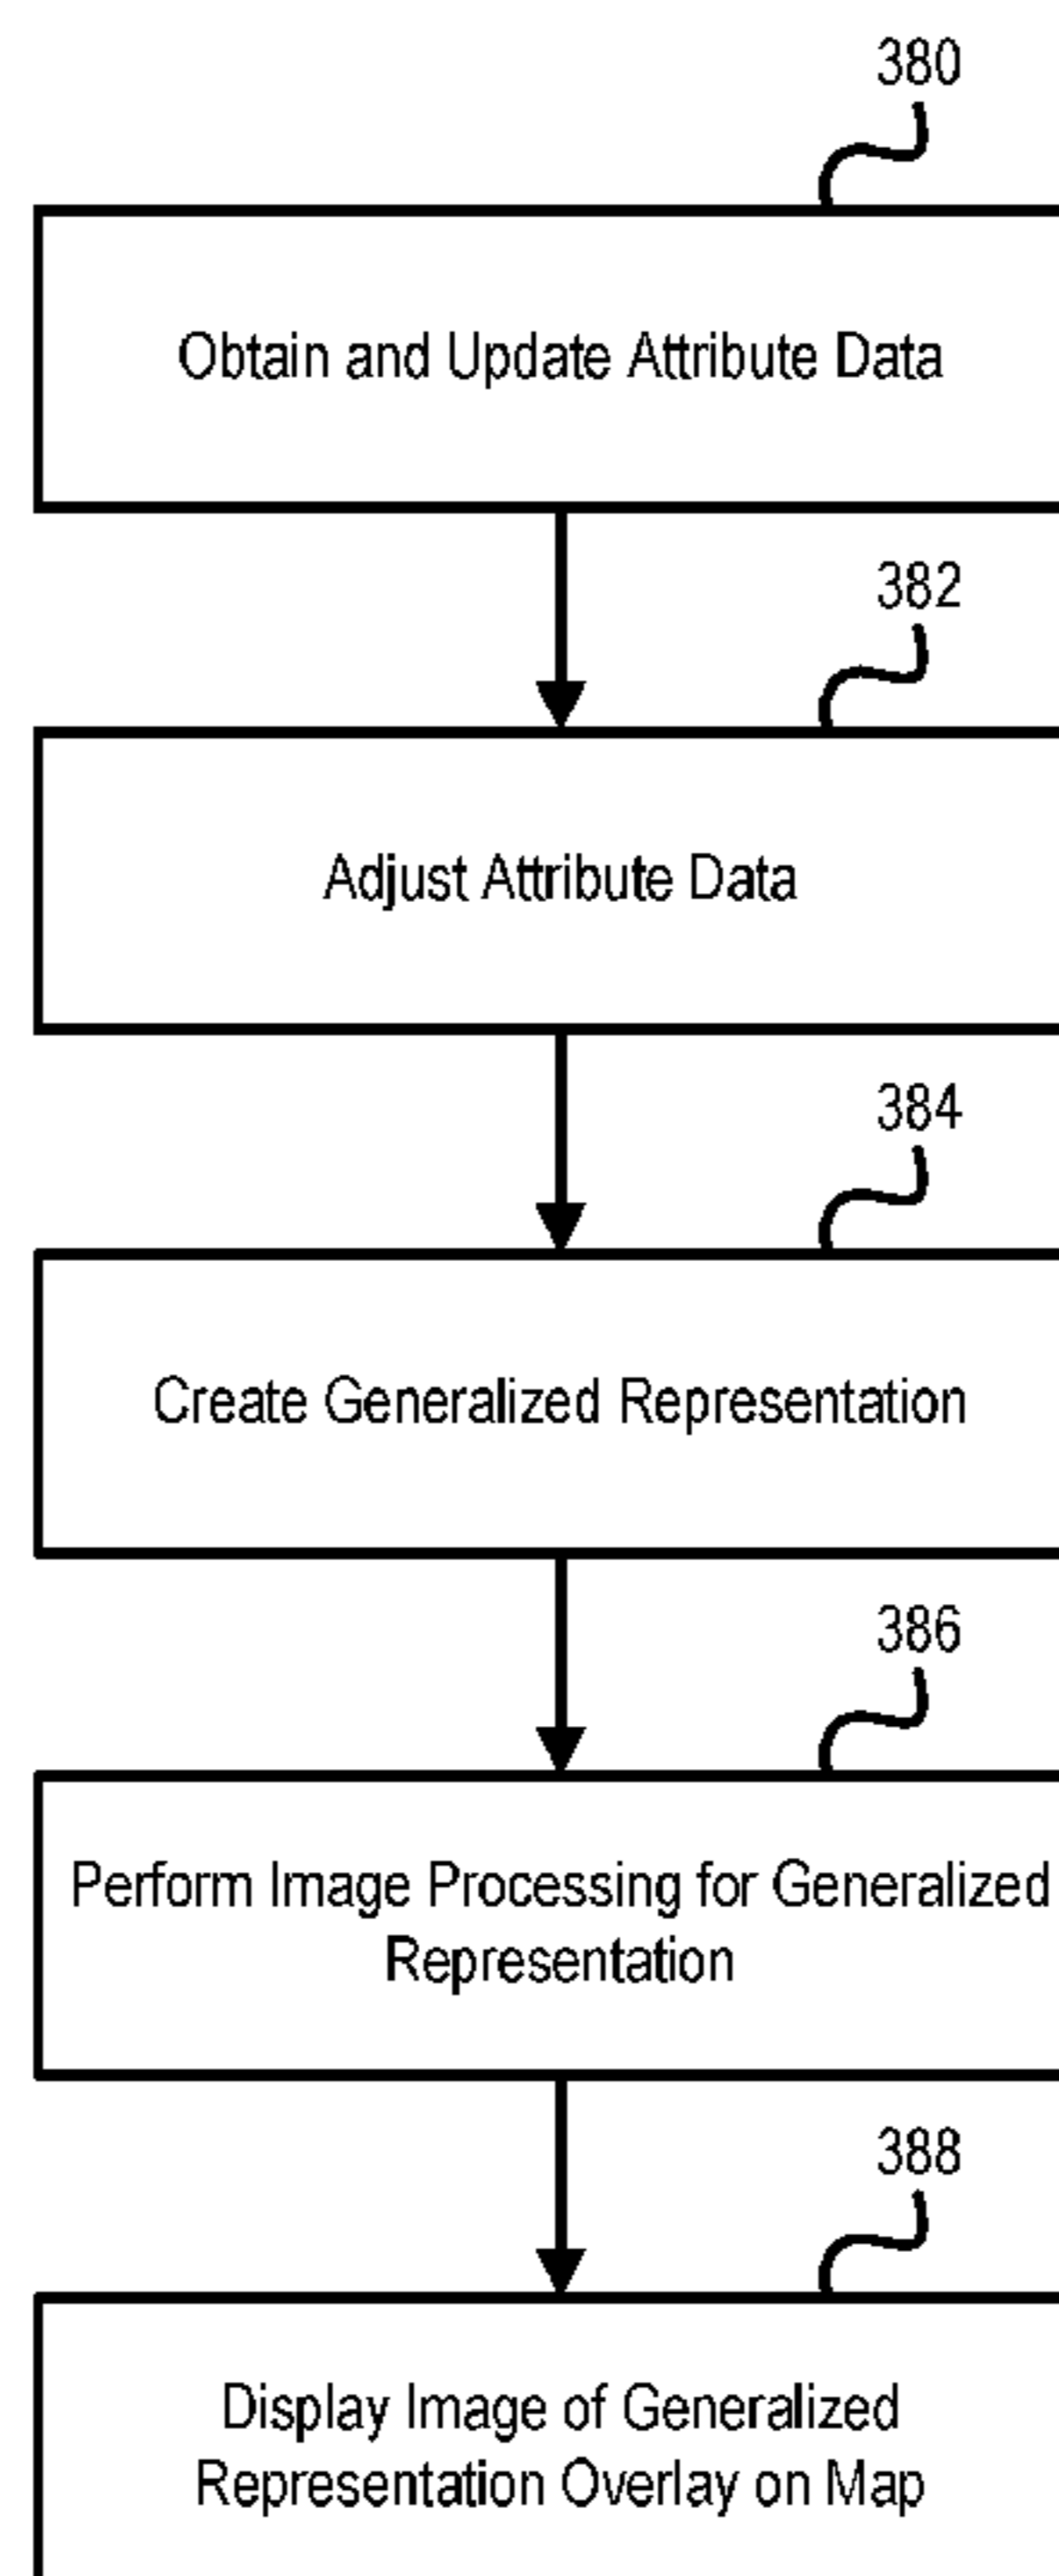 380
Obtain and Update Attribute Data
382
Adjust Attribute Data
384
Create Generalized Representation
386
Perform Image Processing for Generalized
Representation
388
Display Image of Generalized
Representation Overlay on Map